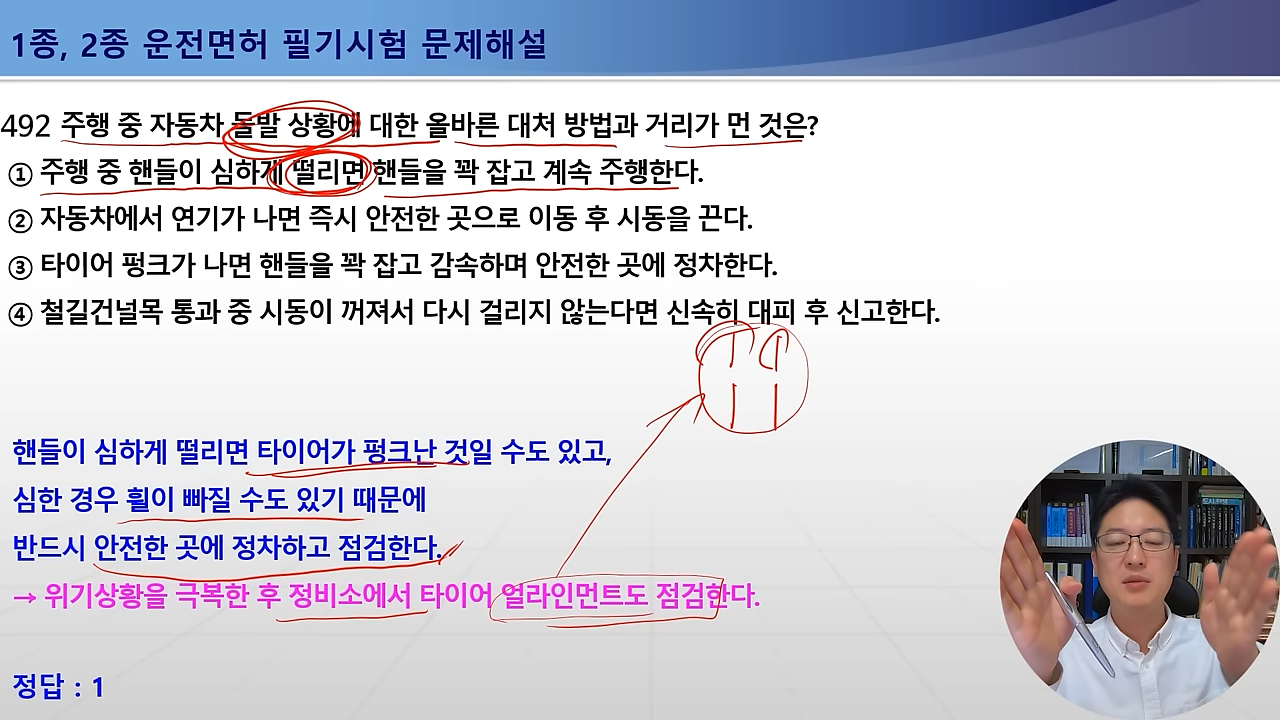 1종, 2종 운전면허 필기시험 문제해설
492 주행 중 자동차 돌발 상황에 대한 올바른 대처 방법과 거리가 먼 것은?
① 주행 중 핸들이 심하게 떨리면 핸들을 꽉 잡고 계속 주행한다.
② 자동차에서 연기가 나면 즉시 안전한 곳으로 이동 후 시동을 끈다.
③ 타이어 펑크가 나면 핸들을 꽉 잡고 감속하며 안전한 곳에 정차한다.
④ 철길건널목 통과 중 시동이 꺼져서 다시 걸리지 않는다면 신속히 대피 후 신고한다.
핸들이 심하게 떨리면 타이어가 펑크난 것일 수도 있고,
심한 경우 휠이 빠질 수도 있기 때문에
반드시 안전한 곳에 정차하고 점검한다.
→ 위기상황을 극복한 후 정비소에서 타이어 얼라인먼트도 점검한다.
정답 : 1